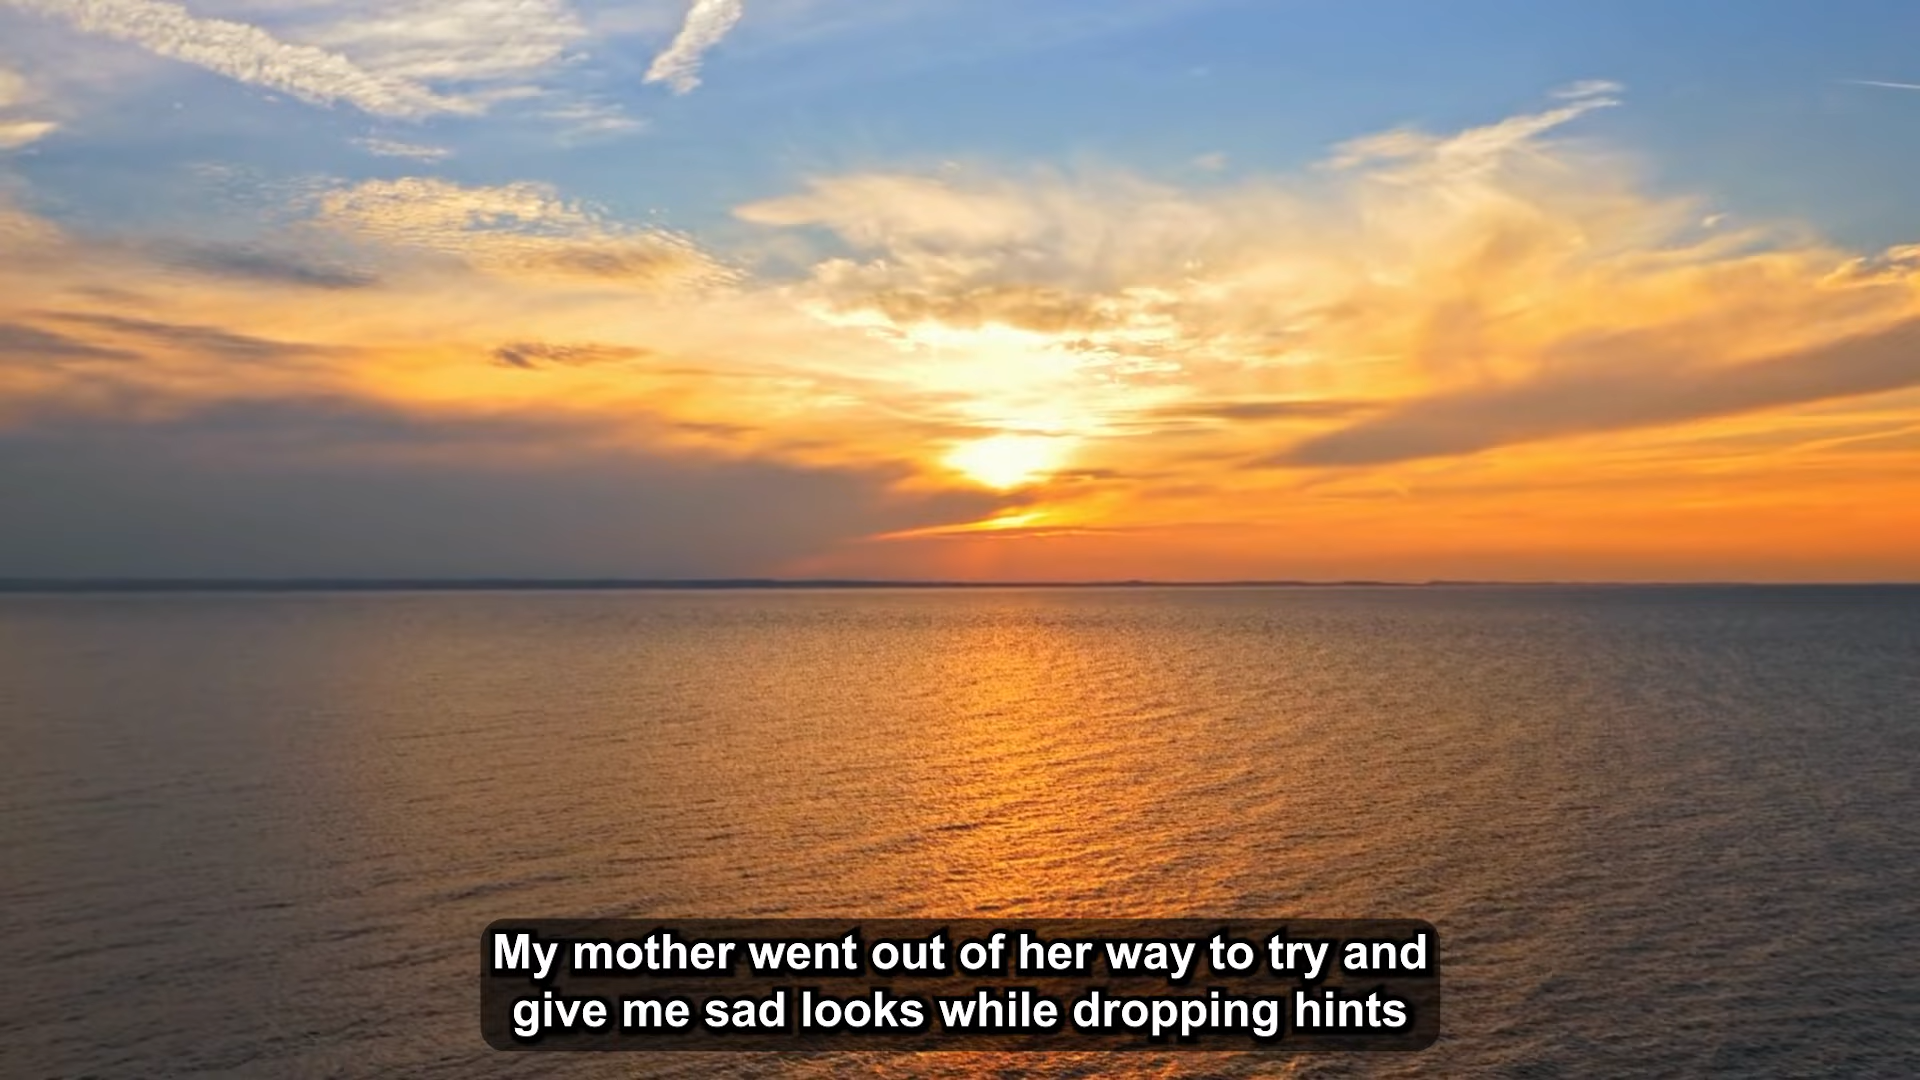 My mother went out of her way to try and
give me sad looks while dropping hints